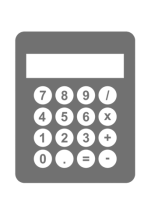 7 8 9 /
4 5 6 x
1 2 3 +
0 . = -